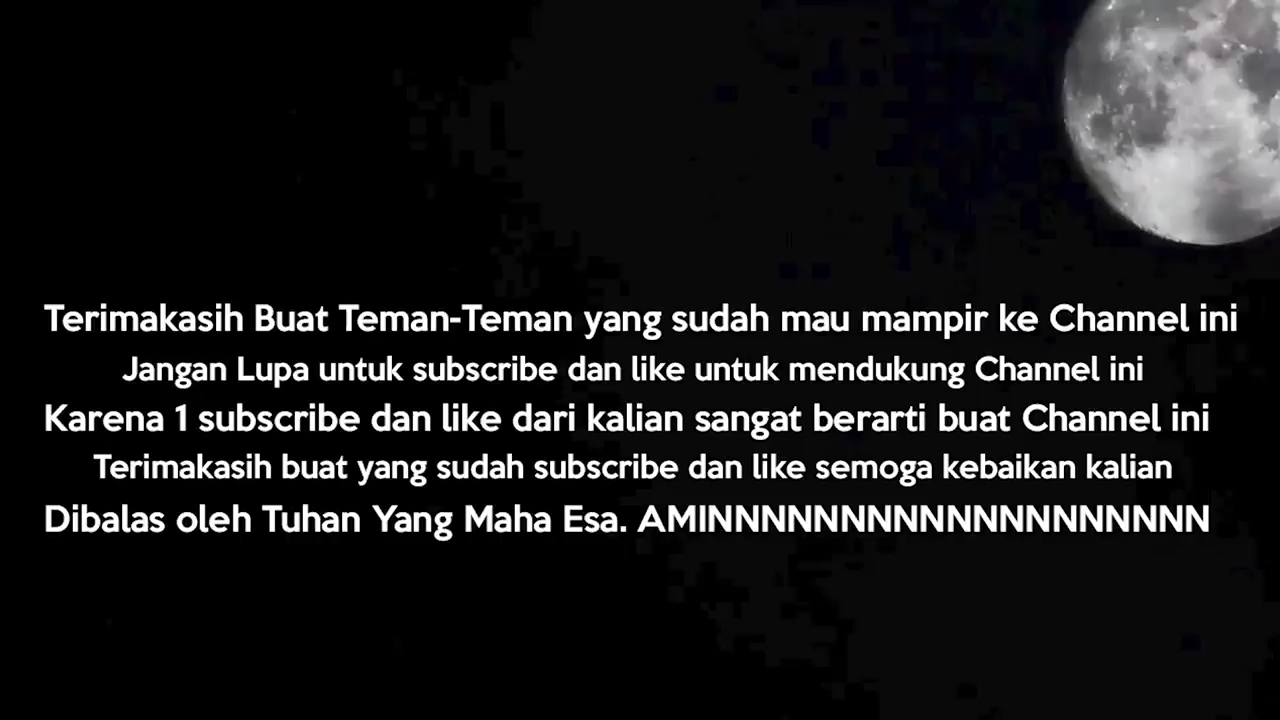 Terimakasih Buat Teman-Teman yang sudah mau mampir ke Channel ini
Jangan Lupa untuk subscribe dan like untuk mendukung Channel ini
Karena 1 subscribe dan like dari kalian sangat berarti buat Channel ini
Terimakasih buat yang sudah subscribe dan like semoga kebaikan kalian
Dibalas oleh Tuhan Yang Maha Esa. AMINNNNNNNNNNNNNNNNNNN